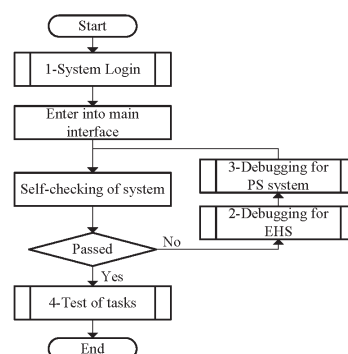 Start
1-System Login
Enter into main
interface
Self-checking of system
3-Debugging for
PS system
2-Debugging for
EHS
Passed
No
Yes
4-Test of tasks
End